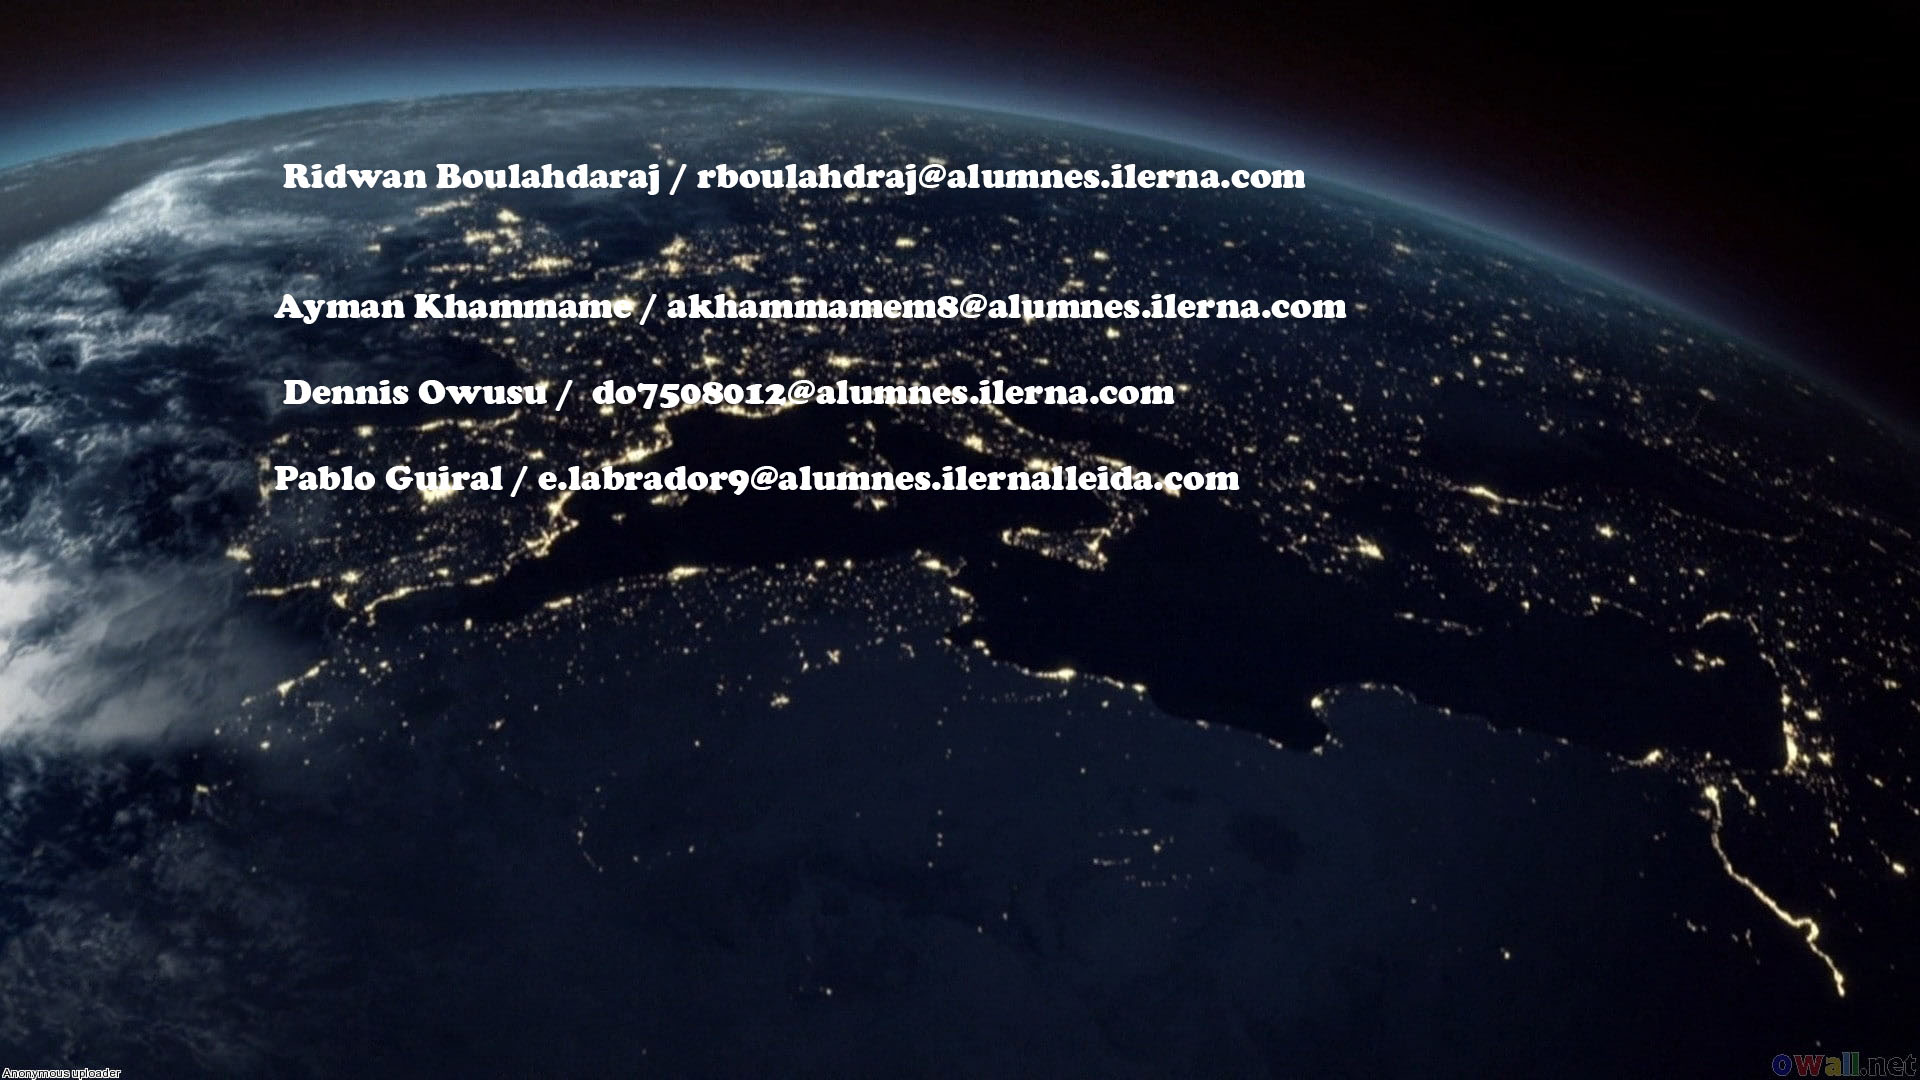 Ridwan Boulahdaraj / rboulahdraj@alumnes.ilerna.com
Ayman Khammame / akhammamem8@alumnes.ilerna.com
Dennis Owusu /  do7508012@alumnes.ilerna.com
Pablo Guiral / e.labrador9@alumnes.ilernalleida.com
Anonymous uploader
owall.net